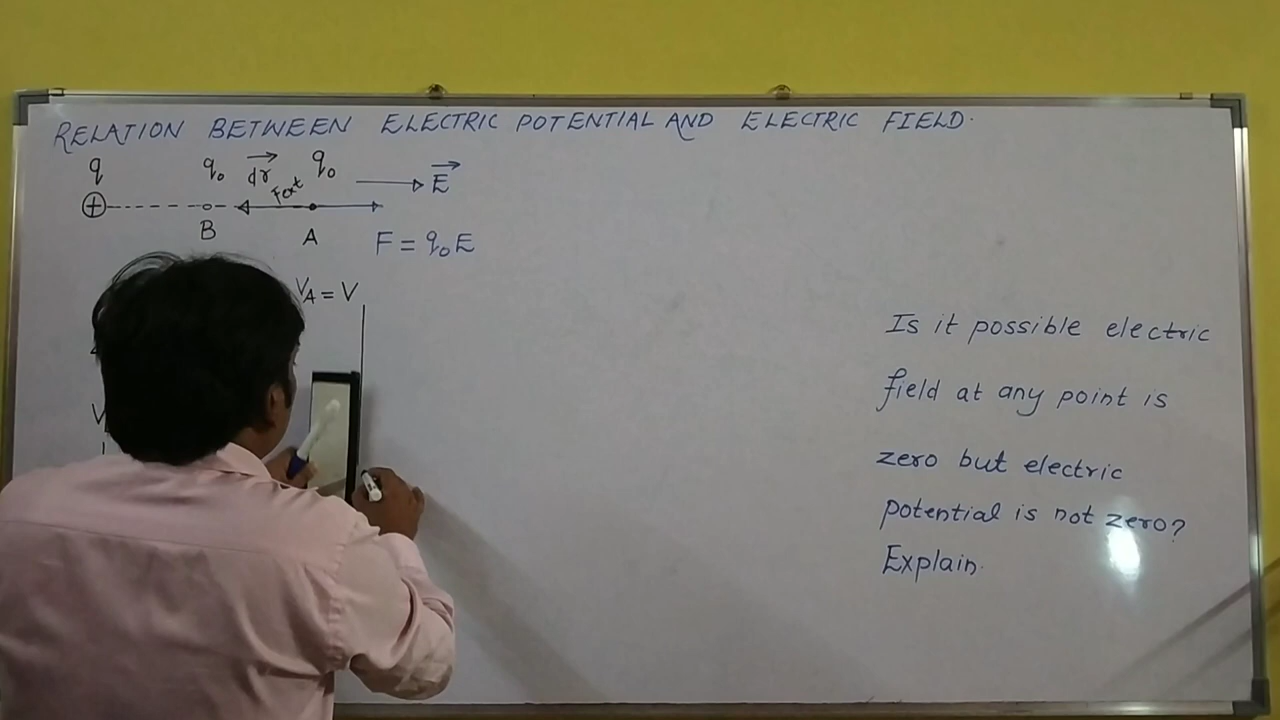 RELATION BETWEEN ELECTRIC POTENTIAL AND ELECTRIC FIELD.
q q₀ dr⃗ q₀
Fext E⃗
B A F = q₀E
V_A = V
V
Is it possible electric
field at any point is
zero but electric
potential is not zero?
Explain.